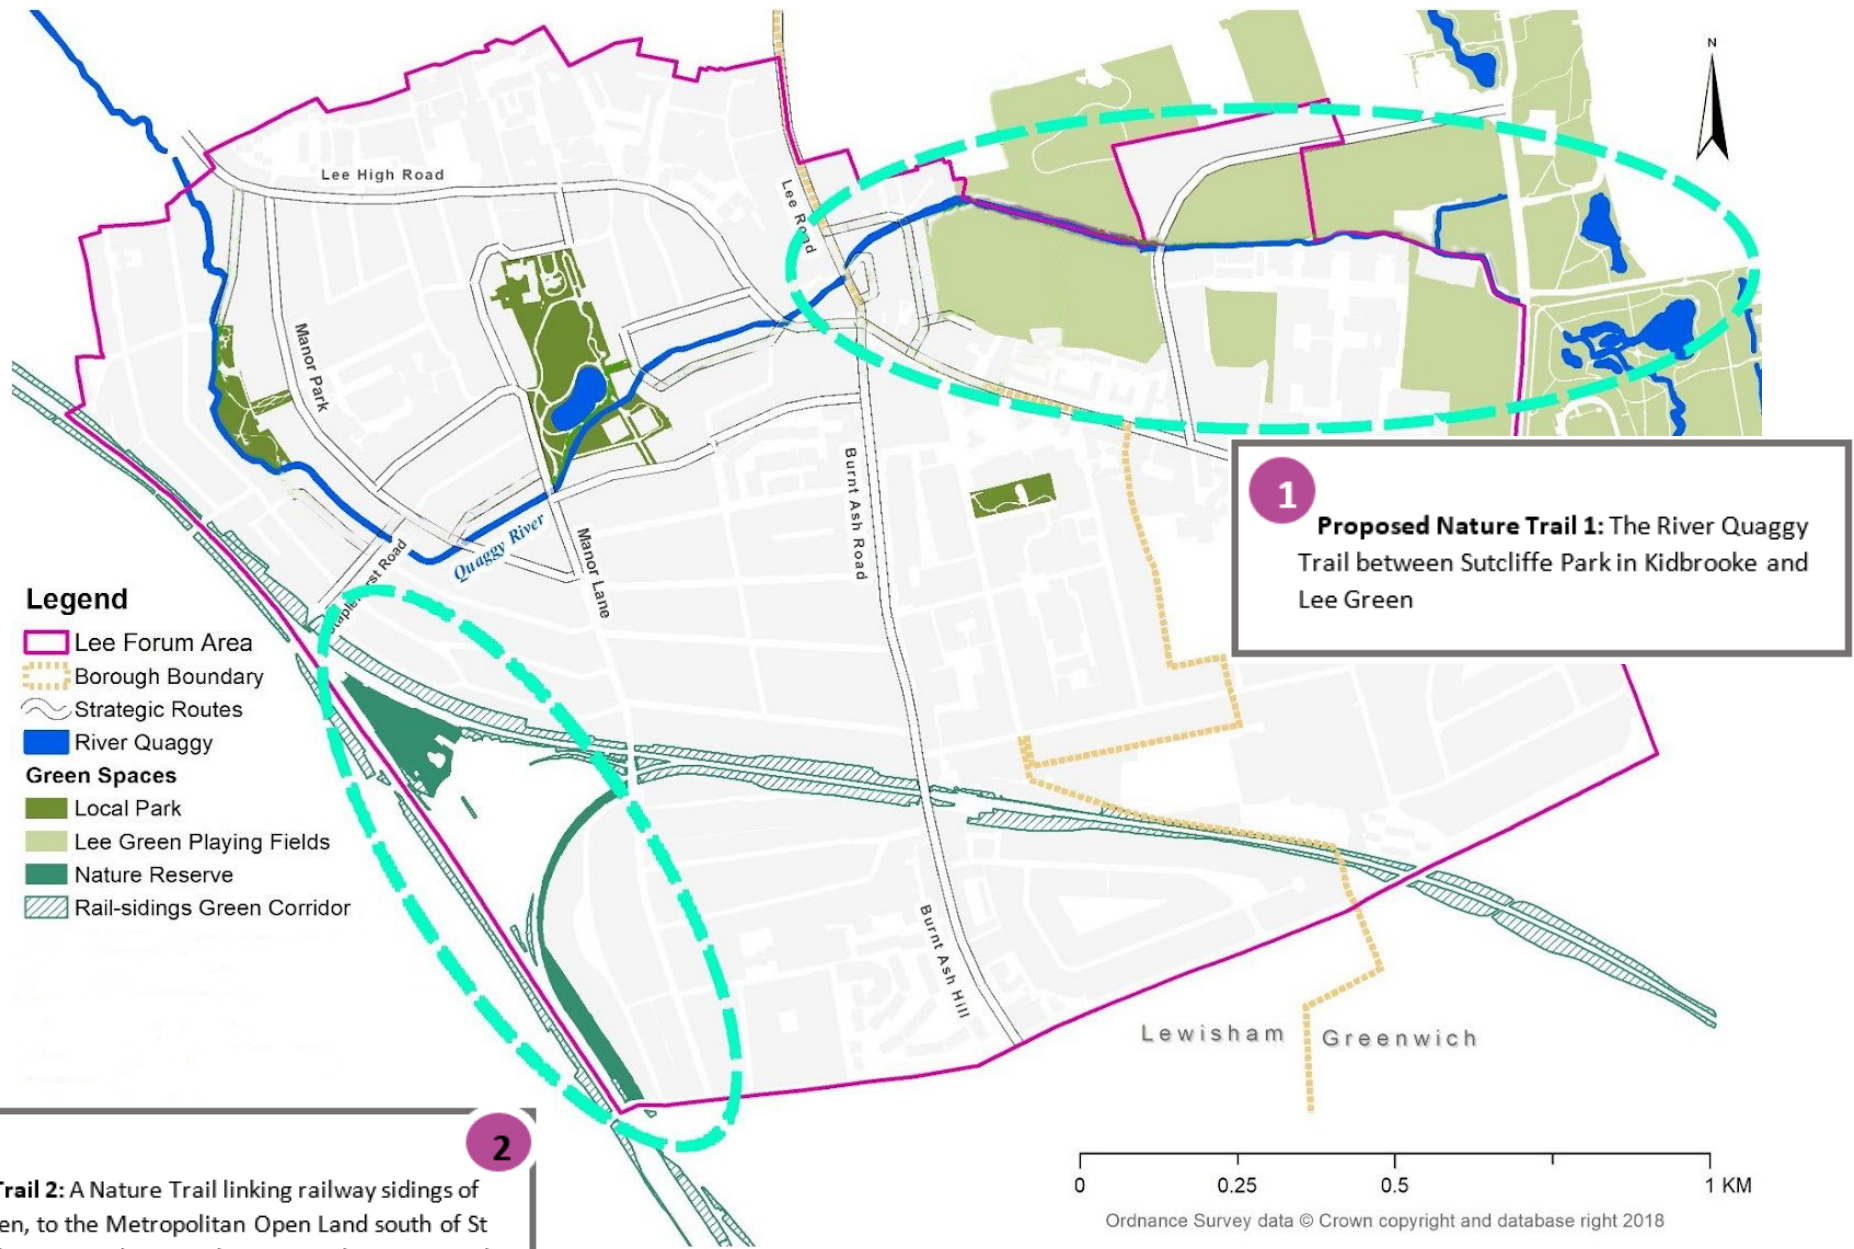 N
Lee High Road
Lee Road
Manor Park
Burnt Ash Road
Quaggy River
Manor Lane
Road
1
Proposed Nature Trail 1: The River Quaggy
Trail between Sutcliffe Park in Kidbrooke and
Lee Green
Legend
Lee Forum Area
Borough Boundary
Strategic Routes
River Quaggy
Green Spaces
Local Park
Lee Green Playing Fields
Nature Reserve
Rail-sidings Green Corridor
Burnt Ash Hill
Lewisham
Greenwich
2
Trail 2: A Nature Trail linking railway sidings of
en, to the Metropolitan Open Land south of St
0 0.25 0.5 1 KM
Ordnance Survey data © Crown copyright and database right 2018